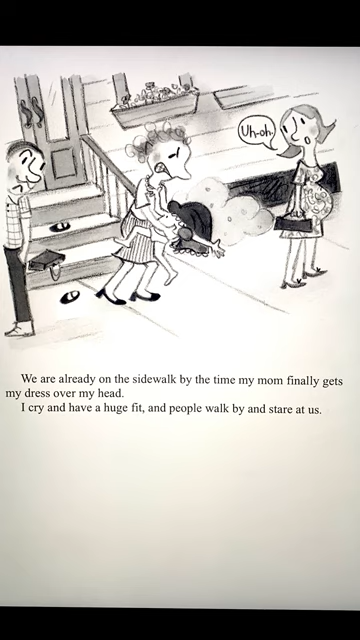 Uh-oh.
We are already on the sidewalk by the time my mom finally gets
my dress over my head.
I cry and have a huge fit, and people walk by and stare at us.